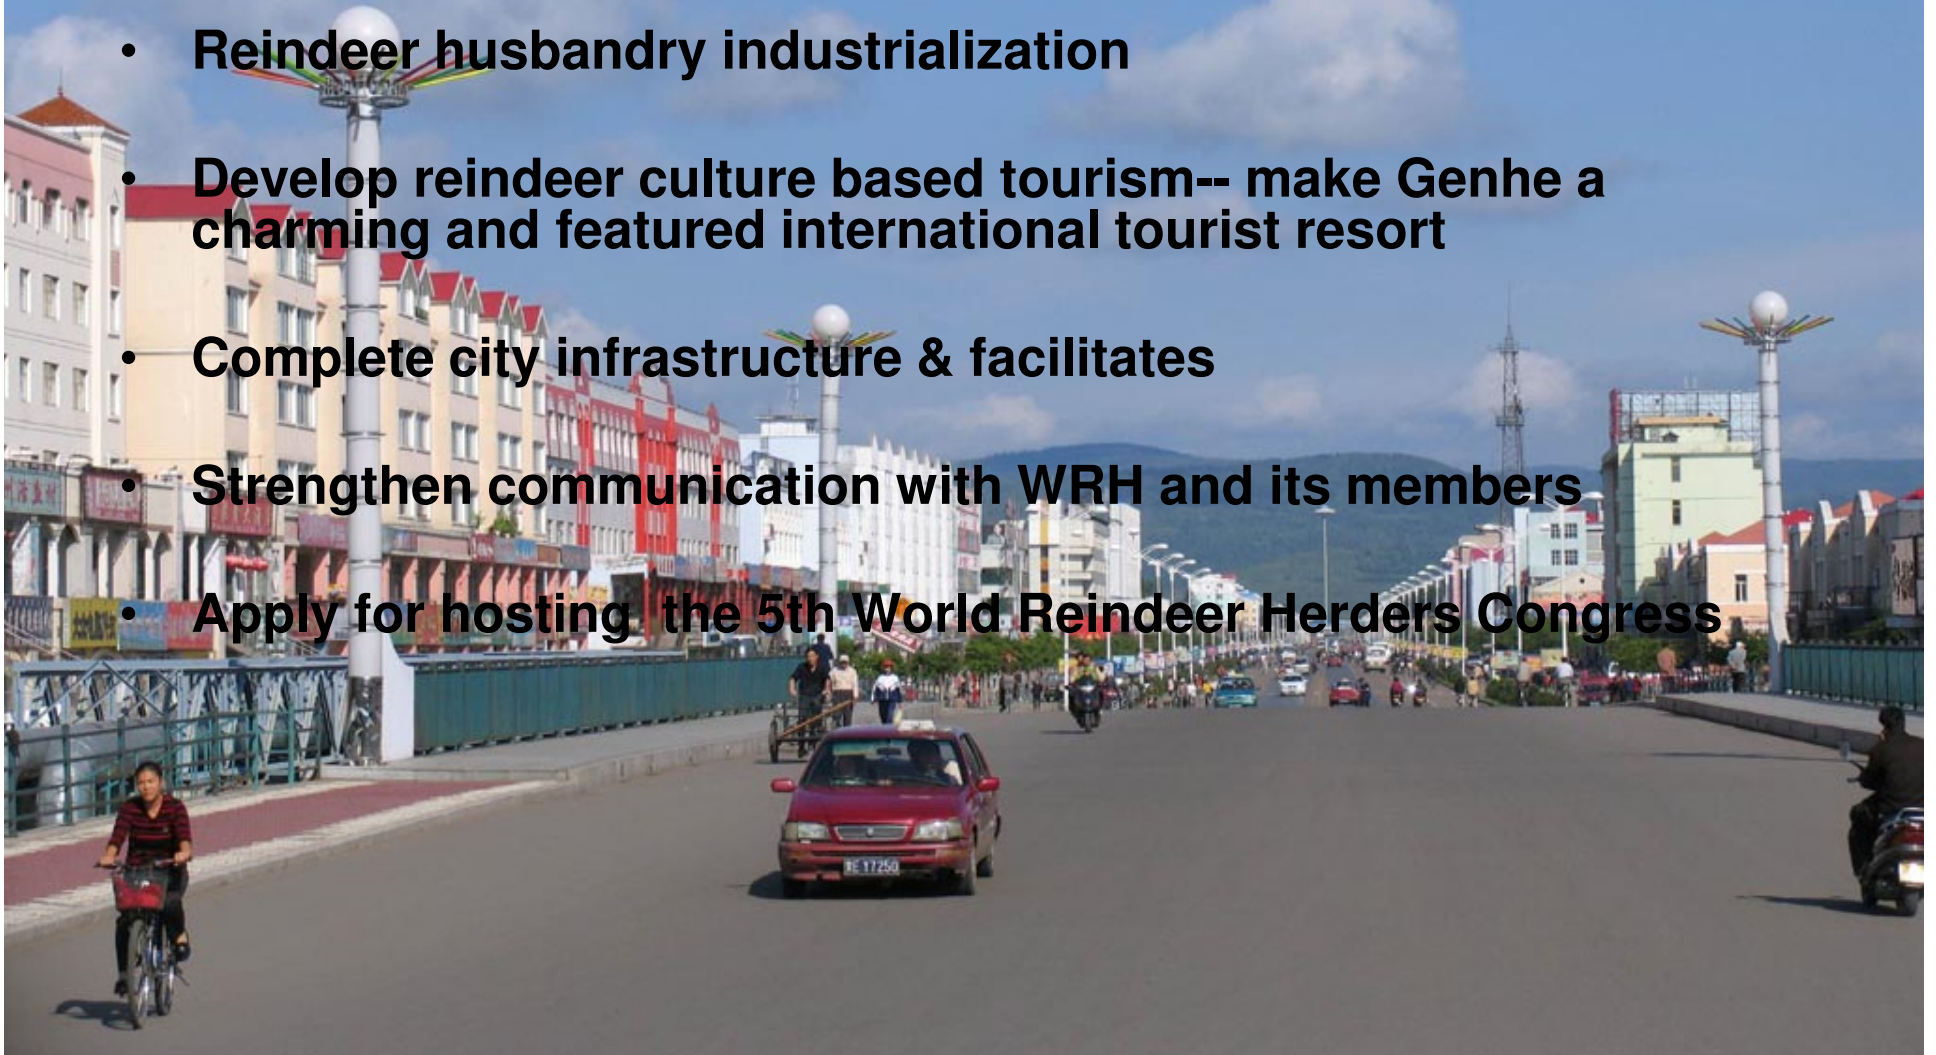 • Reindeer husbandry industrialization
• Develop reindeer culture based tourism-- make Genhe a
charming and featured international tourist resort
• Complete city infrastructure & facilitates
• Strengthen communication with WRH and its members
• Apply for hosting the 5th World Reindeer Herders Congress
E 17250